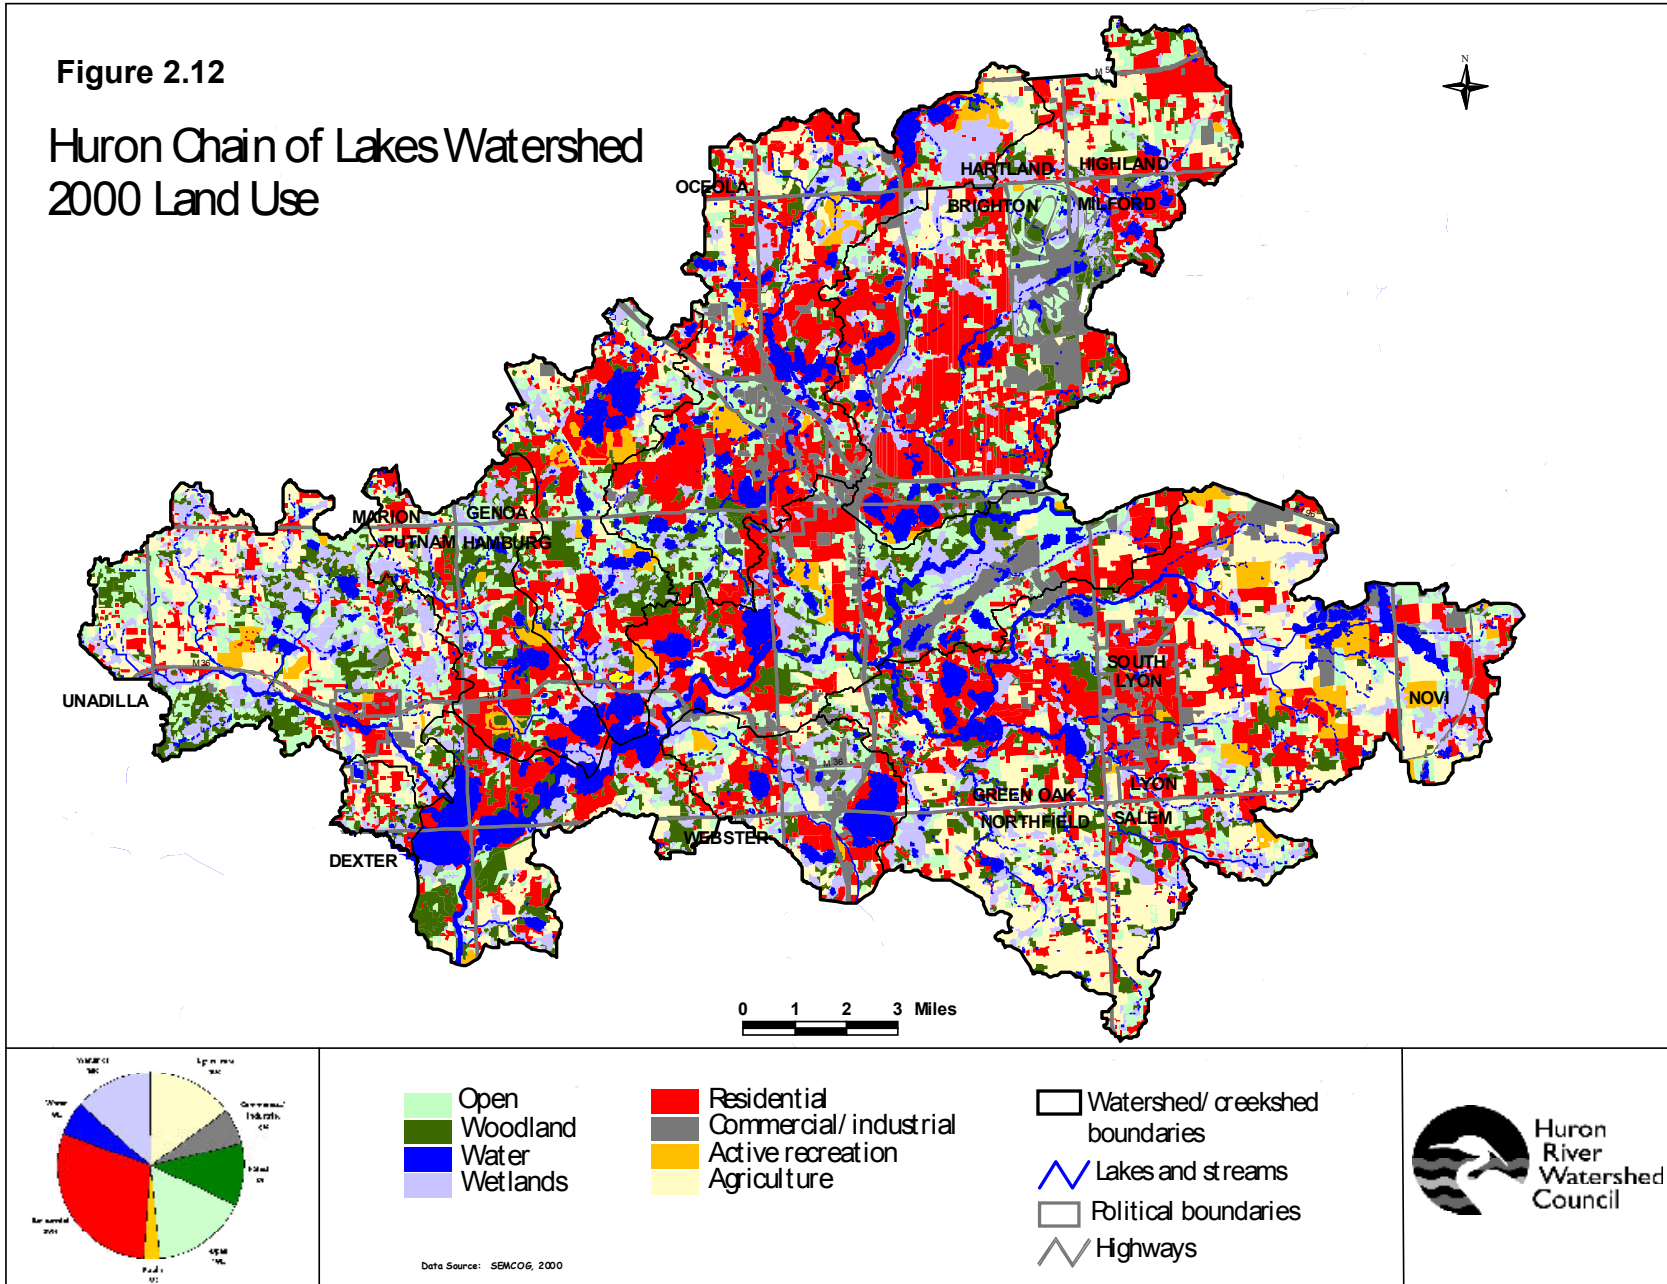 Figure 2.12
Huron Chain of Lakes Watershed
2000 Land Use
N
M 5
HARTLAND
HIGHLAND
OCEOLA
BRIGHTON
MILFORD
MARION
GENOA
PUTNAM
HAMBURG
M 36
UNADILLA
SOUTH
LYON
NOVI
M 36
LYON
GREEN OAK
NORTHFIELD
SALEM
WEBSTER
DEXTER
0 1 2 3 Miles
Open
Woodland
Water
Wetlands
Residential
Commercial/ industrial
Active recreation
Agriculture
Watershed/ creekshed
boundaries
Lakes and streams
Political boundaries
Highways
Data Source: SEMCOG, 2000
Huron
River
Watershed
Council